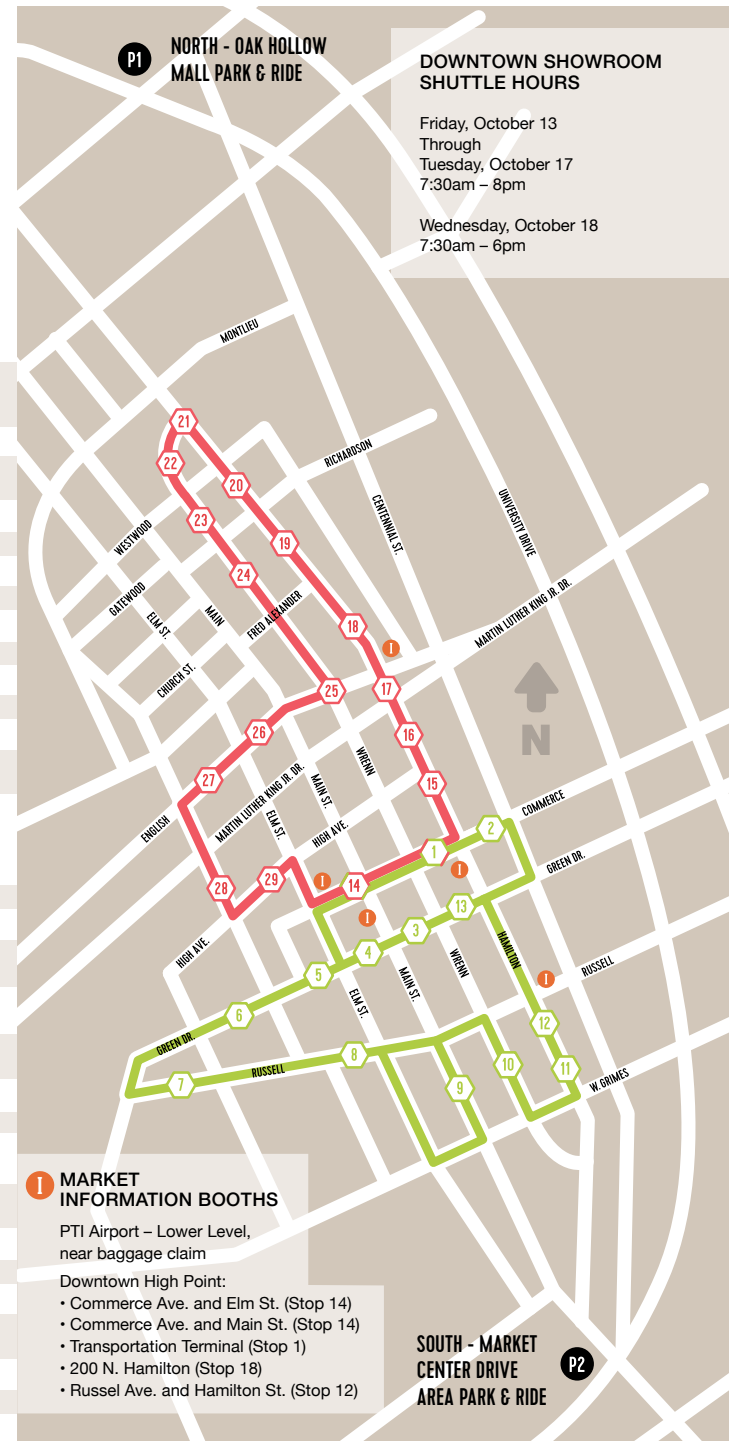 P1
NORTH - OAK HOLLOW
MALL PARK & RIDE
DOWNTOWN SHOWROOM
SHUTTLE HOURS
Friday, October 13
Through
Tuesday, October 17
7:30am – 8pm
Wednesday, October 18
7:30am – 6pm
MONTLIEU
21
RICHARDSON
22
20
CENTENNIAL ST.
UNIVERSITY DRIVE
WESTWOOD
23
19
GATEWOOD
24
ELM ST.
MAIN
FRED ALEXANDER
18
MARTIN LUTHER KING JR. DR.
I
CHURCH ST.
25
17
N
26
16
WRENN
27
15
MARTIN LUTHER KING JR. DR.
MAIN ST.
ENGLISH
ELM ST.
HIGH AVE.
COMMERCE
2
1
GREEN DR.
I
28
29
I
14
13
I
3
HIGH AVE.
4
HAMILTON
WRENN
RUSSELL
5
MAIN ST.
I
ELM ST.
6
12
GREEN DR.
8
RUSSELL
10
11
7
9
W. GRIMES
I
MARKET
INFORMATION BOOTHS
PTI Airport – Lower Level,
near baggage claim
Downtown High Point:
• Commerce Ave. and Elm St. (Stop 14)
• Commerce Ave. and Main St. (Stop 14)
• Transportation Terminal (Stop 1)
• 200 N. Hamilton (Stop 18)
• Russel Ave. and Hamilton St. (Stop 12)
SOUTH - MARKET
CENTER DRIVE
AREA PARK & RIDE
P2